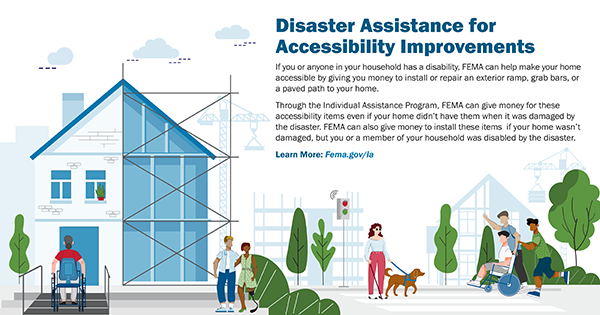 Disaster Assistance for
Accessibility Improvements
If you or anyone in your household has a disability, FEMA can help make your home
accessible by giving you money to install or repair an exterior ramp, grab bars, or
a paved path to your home.
Through the Individual Assistance Program, FEMA can give money for these
accessibility items even if your home didn't have them when it was damaged by
the disaster. FEMA can also give money to install these items if your home wasn't
damaged, but you or a member of your household was disabled by the disaster.
Learn More: Fema.gov/ia